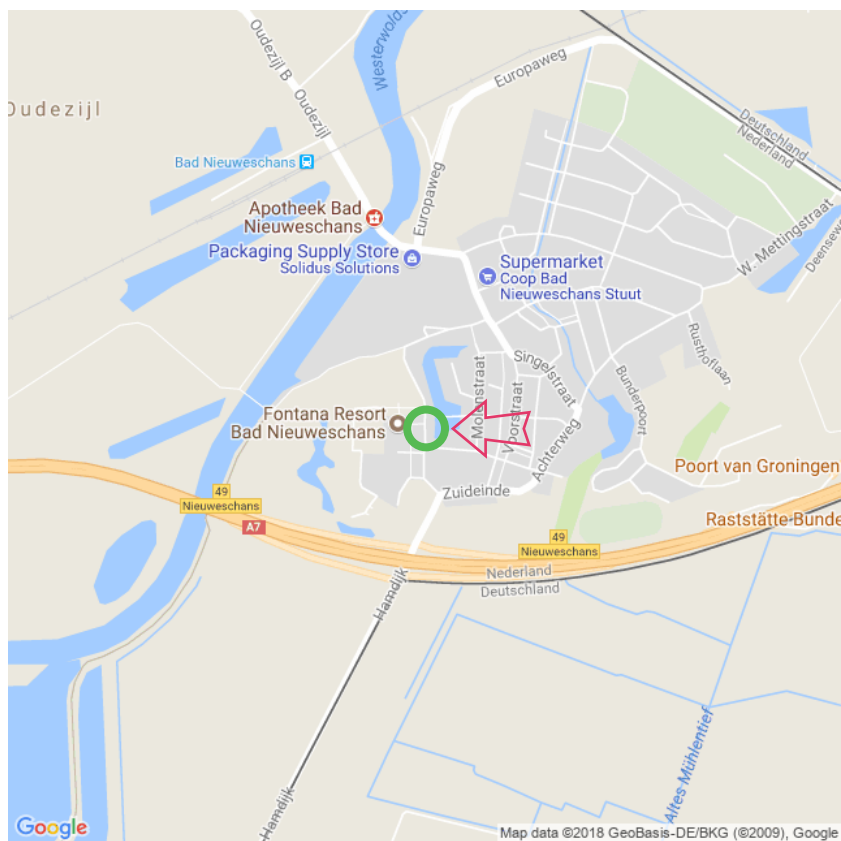 Oudezijl B
Oudezijl
Westerwolds
Europaweg
Oudezijl
Deutschland
Nederland
Bad Nieuweschans
Apotheek Bad
Nieuweschans
Europaweg
W. Mettingstraat
Deensewe
Packaging Supply Store
Solidus Solutions
Supermarket
Coop Bad
Nieuweschans Stuut
Rusthoflaan
Singelstraat
Bunderpoort
Molenstraat
Voorstraat
Fontana Resort
Bad Nieuweschans
Achterweg
Poort van Groningen
Zuideinde
49
Nieuweschans
A7
Raststätte Bunde
49
Nieuweschans
Nederland
Deutschland
Hamdijk
Altes Mühlentief
Hamdijk
Google
Map data ©2018 GeoBasis-DE/BKG (©2009), Google